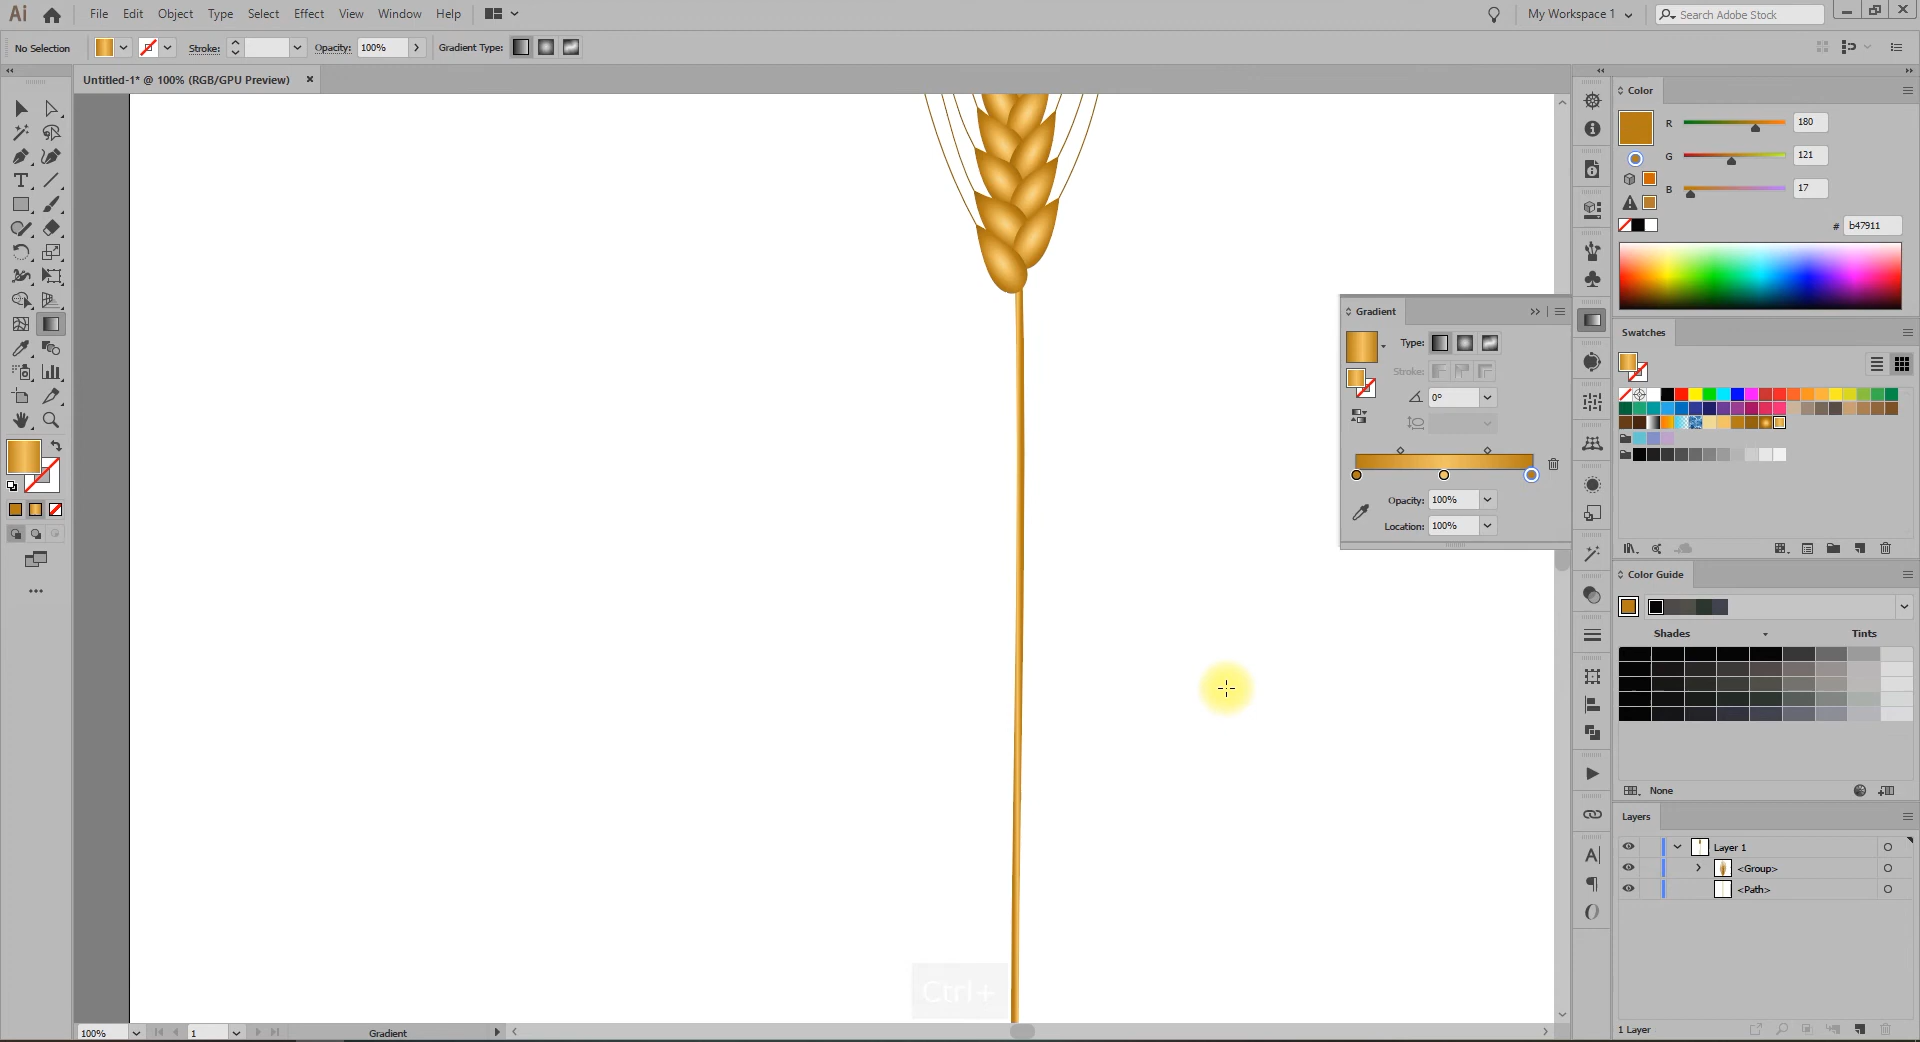 Ai File Edit Object Type Select Effect View Window Help My Workspace 1 Search Adobe Stock
No Selection Stroke: Opacity: 100% Gradient Type:
Untitled-1* @ 100% (RGB/GPU Preview) ×
Color
R 180
G 121
B 17
# b47911
Gradient
Type:
Stroke:
0°
Opacity: 100%
Location: 100%
Swatches
Color Guide
Shades Tints
None
Layers
Layer 1
<Group>
<Path>
1 Layer
Ctrl+
100% 1 Gradient